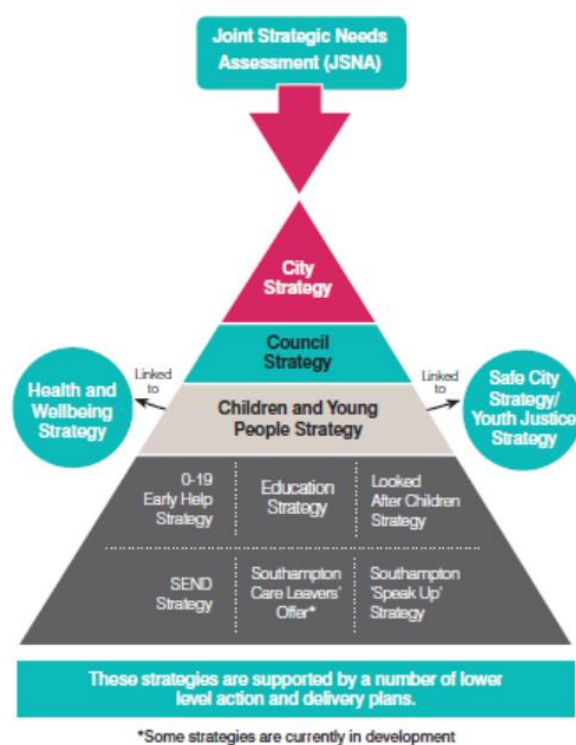 Joint Strategic Needs
Assessment (JSNA)
City
Strategy
Council
Strategy
Linked
to
Linked
to
Health and
Wellbeing
Strategy
Children and Young
People Strategy
Safe City
Strategy/
Youth Justice
Strategy
0-19
Early Help
Strategy
Education
Strategy
Looked
After Children
Strategy
SEND
Strategy
Southampton
Care Leavers'
Offer*
Southampton
'Speak Up'
Strategy
These strategies are supported by a number of lower
level action and delivery plans.
*Some strategies are currently in development